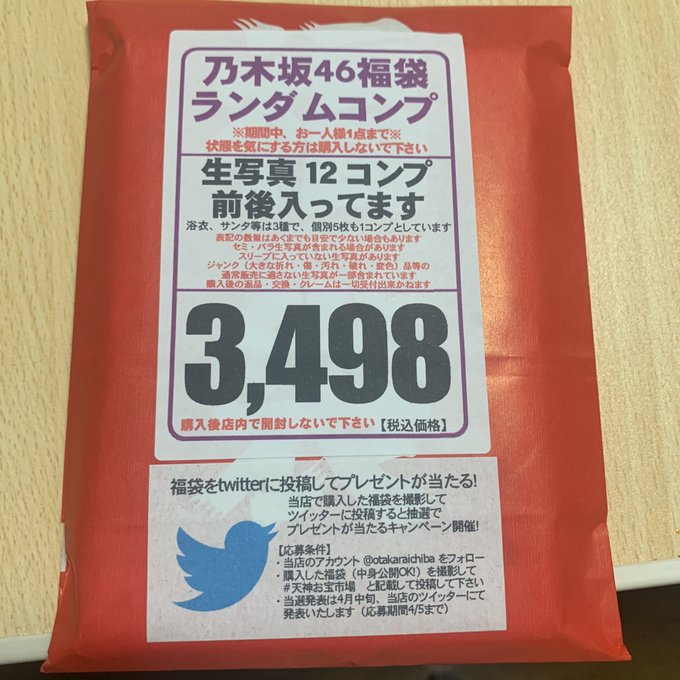 乃木坂46福袋
ランダムコンプ
※期間中、お一人様1点まで※
状態を気にする方は購入しないで下さい
生写真 12 コンプ
前後入ってます
浴衣、サンタ等は3種で、個別5枚も1コンプとしています
表記の数量はあくまでも目安で少ない場合もあります
セミ・バラ生写真が含まれる場合があります
スリーブに入っていない生写真があります
ジャンク（大きな折れ・傷・汚れ・破れ・変色）品等の
通常販売に適さない生写真が一部含まれています
購入後の返品・交換・クレームは一切受付出来かねます
3,498
購入後店内で開封しないで下さい【税込価格】
福袋をtwitterに投稿してプレゼントが当たる!
当店で購入した福袋を撮影して
ツイッターに投稿すると抽選で
プレゼントが当たるキャンペーン開催!
【応募条件】
・当店のアカウント @otakaraichiba をフォロー
・購入した福袋（中身公開OK!）を撮影して
#天神お宝市場 と記載して投稿して下さい
・当選発表は4月中旬、当店のツイッターにて
発表いたします（応募期間4/5まで）